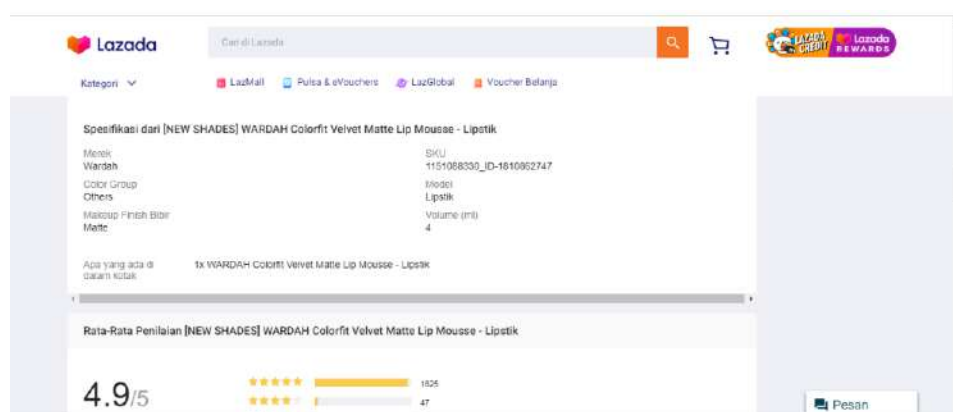 Lazada
Cari di Lazada
LAZADA CREDIT
Lazada REWARDS
Kategori
LazMall
Pulsa & eVouchers
LazGlobal
Voucher Belanja
Spesifikasi dari [NEW SHADES] WARDAH Colorfit Velvet Matte Lip Mousse - Lipstik
Merek
SKU
Wardah
1151088330_ID-1810862747
Color Group
Model
Others
Lipstik
Makeup Finish Bibir
Volume (ml)
Matte
4
Apa yang ada di dalam kotak
1x WARDAH Colorfit Velvet Matte Lip Mousse - Lipstik
Rata-Rata Penilaian [NEW SHADES] WARDAH Colorfit Velvet Matte Lip Mousse - Lipstik
4.9/5
1625
47
Pesan